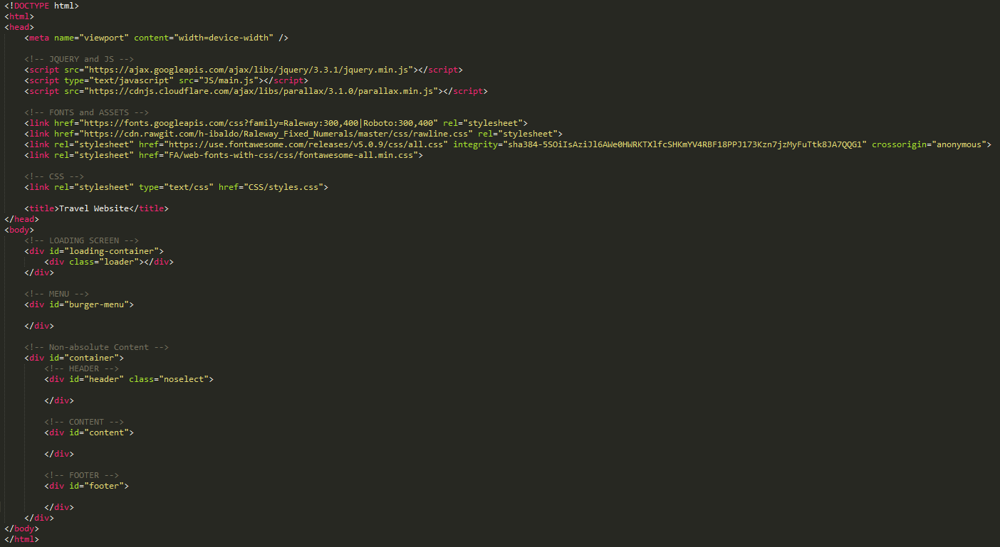 <!DOCTYPE html>
<html>
<head>
    <meta name="viewport" content="width=device-width" />

    <!-- JQUERY and JS -->
    <script src="https://ajax.googleapis.com/ajax/libs/jquery/3.3.1/jquery.min.js"></script>
    <script type="text/javascript" src="JS/main.js"></script>
    <script src="https://cdnjs.cloudflare.com/ajax/libs/parallax/3.1.0/parallax.min.js"></script>

    <!-- FONTS and ASSETS -->
    <link href="https://fonts.googleapis.com/css?family=Raleway:300,400|Roboto:300,400" rel="stylesheet">
    <link href="https://cdn.rawgit.com/h-ibaldo/Raleway_Fixed_Numerals/master/css/rawline.css" rel="stylesheet">
    <link rel="stylesheet" href="https://use.fontawesome.com/releases/v5.0.9/css/all.css" integrity="sha384-5SOiIsAziJl6AWe0HWRKTXlfcSHKmYV4RBF18PPJ173Kzn7jzMyFuTtk8JA7QQG1" crossorigin="anonymous">
    <link rel="stylesheet" href="FA/web-fonts-with-css/css/fontawesome-all.min.css">

    <!-- CSS -->
    <link rel="stylesheet" type="text/css" href="CSS/styles.css">

    <title>Travel Website</title>
</head>
<body>
    <!-- LOADING SCREEN -->
    <div id="loading-container">
        <div class="loader"></div>
    </div>

    <!-- MENU -->
    <div id="burger-menu">

    </div>

    <!-- Non-absolute Content -->
    <div id="container">
        <!-- HEADER -->
        <div id="header" class="noselect">

        </div>

        <!-- CONTENT -->
        <div id="content">

        </div>

        <!-- FOOTER -->
        <div id="footer">

        </div>
    </div>
</body>
</html>